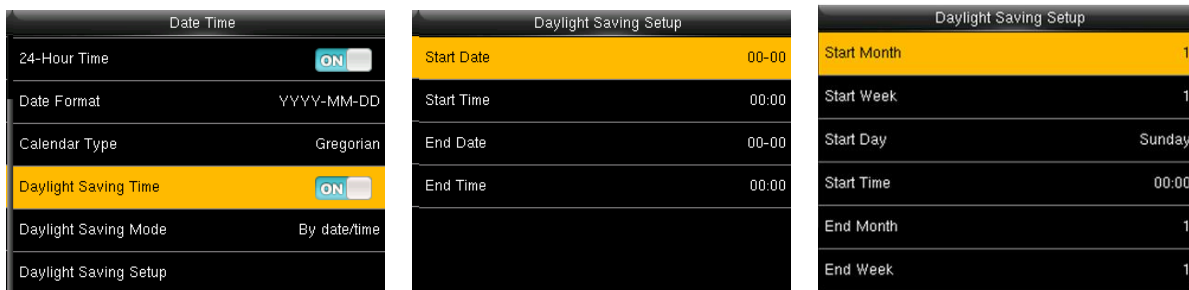 Date Time
24-Hour Time ON
Date Format YYYY-MM-DD
Calendar Type Gregorian
Daylight Saving Time ON
Daylight Saving Mode By date/time
Daylight Saving Setup
Daylight Saving Setup
Start Date 00-00
Start Time 00:00
End Date 00-00
End Time 00:00
Daylight Saving Setup
Start Month 1
Start Week 1
Start Day Sunday
Start Time 00:00
End Month 1
End Week 1